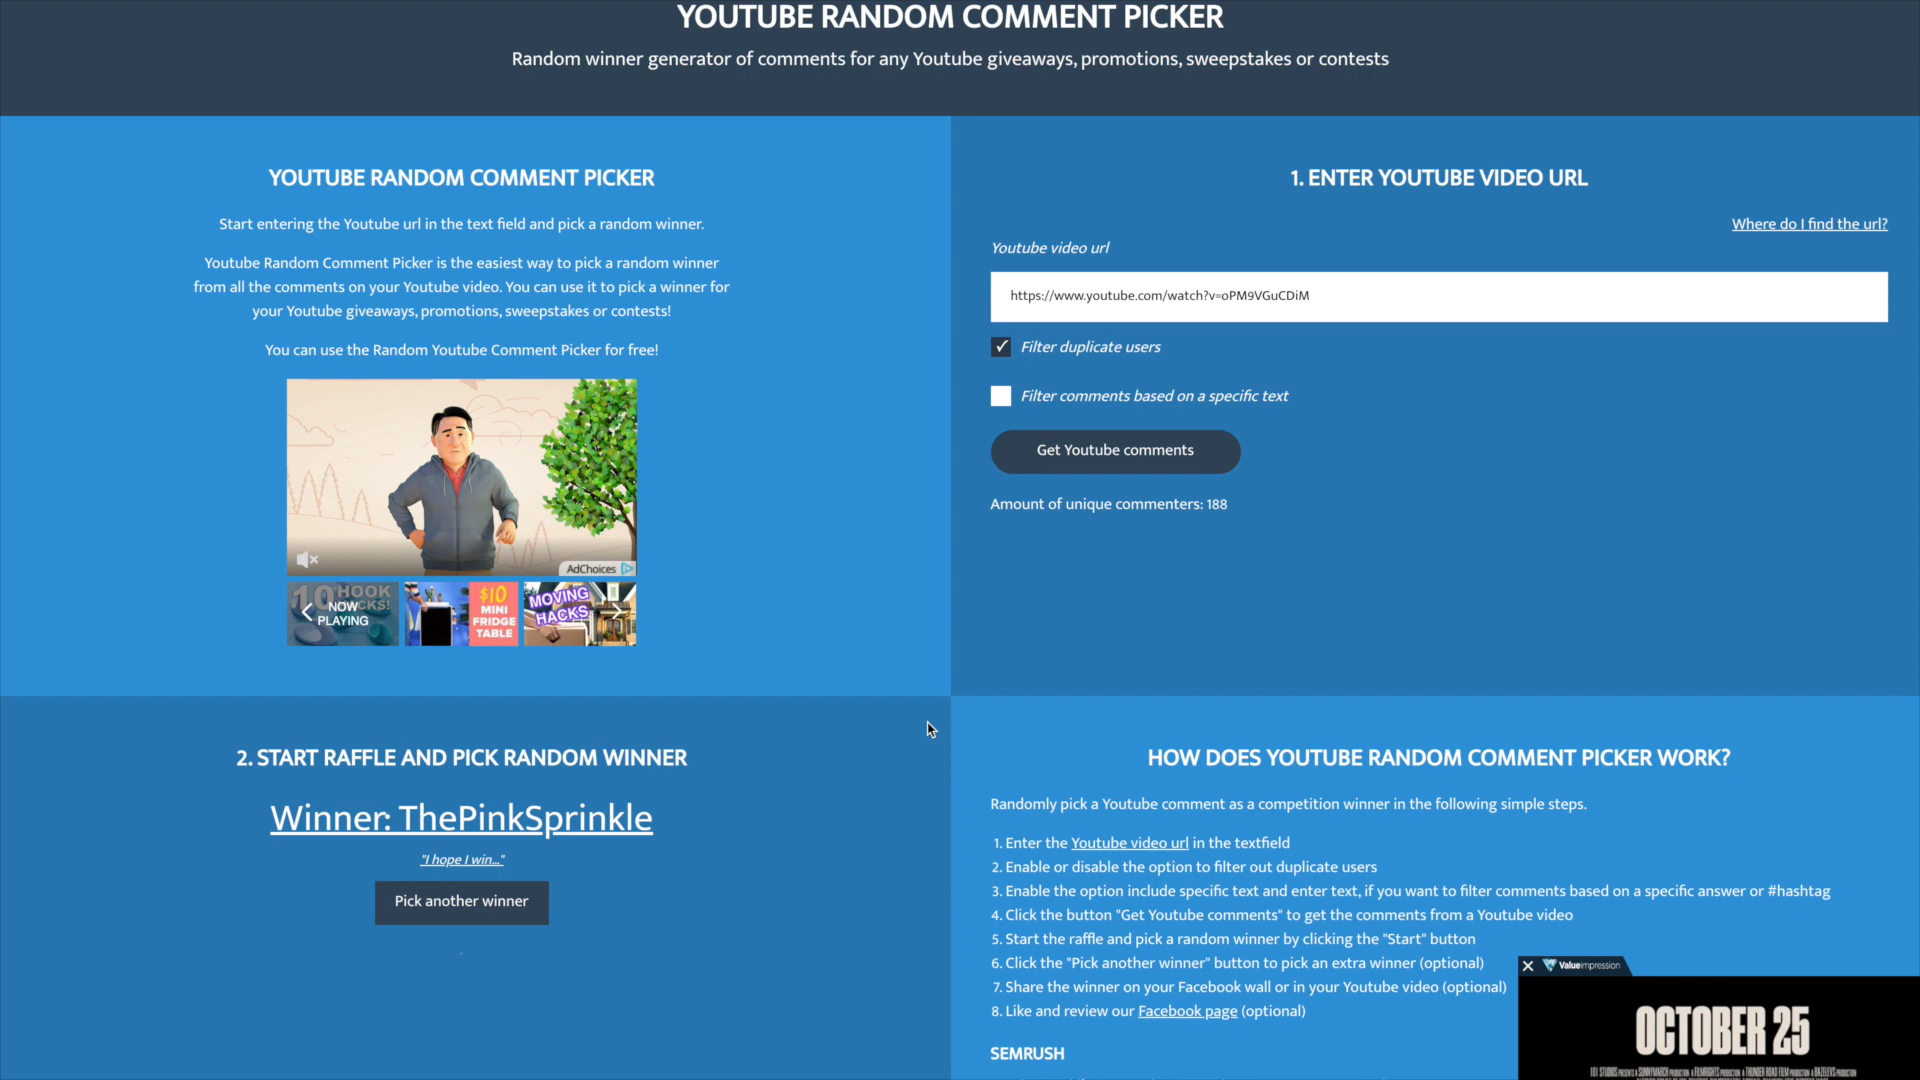 YOUTUBE RANDOM COMMENT PICKER
Random winner generator of comments for any Youtube giveaways, promotions, sweepstakes or contests
YOUTUBE RANDOM COMMENT PICKER
Start entering the Youtube url in the text field and pick a random winner.
Youtube Random Comment Picker is the easiest way to pick a random winner
from all the comments on your Youtube video. You can use it to pick a winner for
your Youtube giveaways, promotions, sweepstakes or contests!
You can use the Random Youtube Comment Picker for free!
AdChoices
NOW
PLAYING
$10
MINI
FRIDGE
TABLE
MOVING
HACKS
1. ENTER YOUTUBE VIDEO URL
Where do I find the url?
Youtube video url
https://www.youtube.com/watch?v=oPM9VGuCDiM
Filter duplicate users
Filter comments based on a specific text
Get Youtube comments
Amount of unique commenters: 188
2. START RAFFLE AND PICK RANDOM WINNER
Winner: ThePinkSprinkle
"I hope I win..."
Pick another winner
HOW DOES YOUTUBE RANDOM COMMENT PICKER WORK?
Randomly pick a Youtube comment as a competition winner in the following simple steps.
1. Enter the Youtube video url in the textfield
2. Enable or disable the option to filter out duplicate users
3. Enable the option include specific text and enter text, if you want to filter comments based on a specific answer or #hashtag
4. Click the button "Get Youtube comments" to get the comments from a Youtube video
5. Start the raffle and pick a random winner by clicking the "Start" button
6. Click the "Pick another winner" button to pick an extra winner (optional)
7. Share the winner on your Facebook wall or in your Youtube video (optional)
8. Like and review our Facebook page (optional)
SEMRUSH
Valueimpression
OCTOBER 25